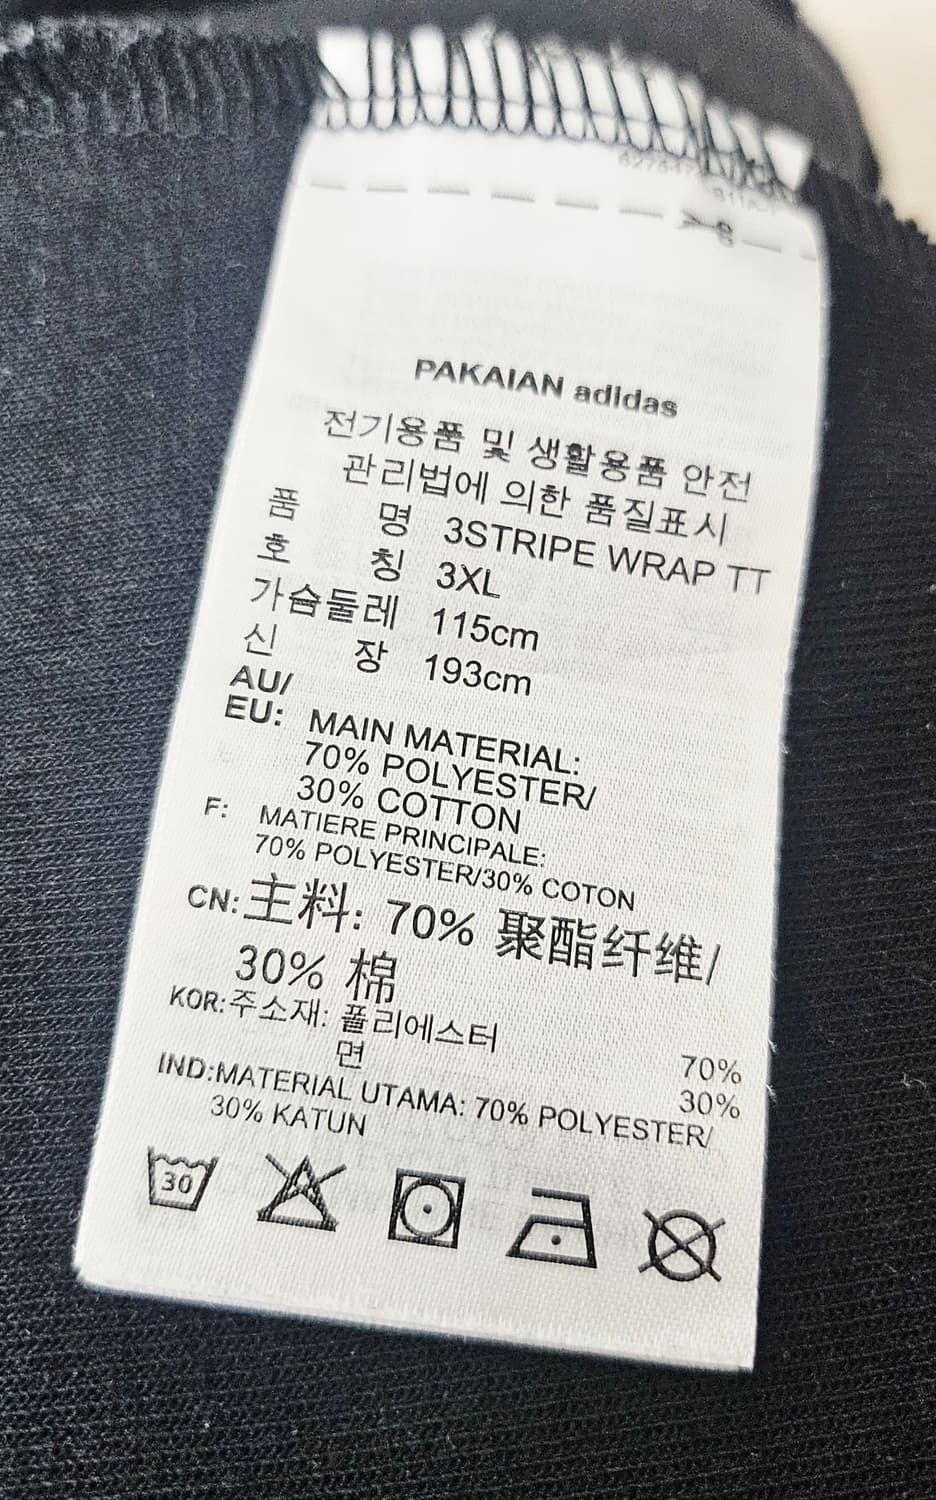 PAKAIAN adidas
전기용품 및 생활용품 안전
관리법에 의한 품질표시
품 명 3STRIPE WRAP TT
호 칭 3XL
가슴둘레 115cm
신 장 193cm
AU/
EU: MAIN MATERIAL:
70% POLYESTER/
30% COTTON
F: MATIERE PRINCIPALE:
70% POLYESTER/30% COTON
CN: 主料: 70% 聚酯纤维/
30% 棉
KOR: 주소재: 폴리에스터 70%
면 30%
IND:MATERIAL UTAMA: 70% POLYESTER/
30% KATUN
30